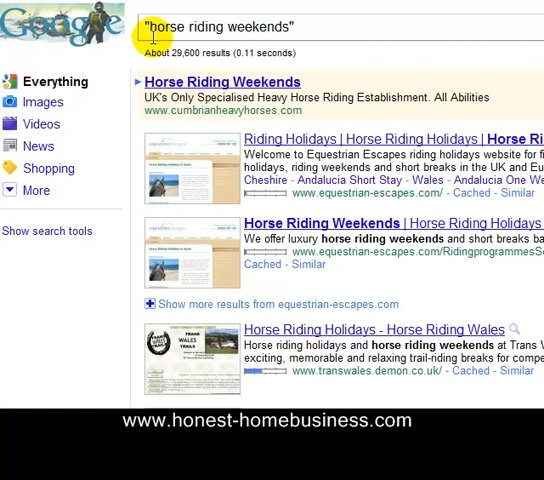 Google
"horse riding weekends"
About 29,600 results (0.11 seconds)
Everything
Images
Videos
News
Shopping
More
Show search tools
Horse Riding Weekends
UK's Only Specialised Heavy Horse Riding Establishment. All Abilities
www.cumbrianheavyhorses.com
Riding Holidays | Horse Riding Holidays | Horse Ri
Welcome to Equestrian Escapes riding holidays website for fi
holidays, riding weekends and short breaks in the UK and Eu
Cheshire - Andalucia Short Stay - Wales - Andalucia One We
www.equestrian-escapes.com/ - Cached - Similar
Horse Riding Weekends | Horse Riding Holidays
We offer luxury horse riding weekends and short breaks ba
www.equestrian-escapes.com/RidingprogrammesS
Cached - Similar
Show more results from equestrian-escapes.com
Horse Riding Holidays - Horse Riding Wales
Horse riding holidays and horse riding weekends at Trans W
exciting, memorable and relaxing trail-riding breaks for compe
www.transwales.demon.co.uk/ - Cached - Similar
TRANS
WALES
TRAILS
www.honest-homebusiness.com